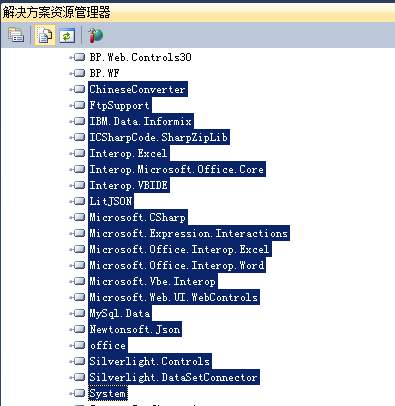 解决方案资源管理器
BP.Web.Controls30
BP.WF
ChineseConverter
FtpSupport
IBM.Data.Informix
ICSharpCode.SharpZipLib
Interop.Excel
Interop.Microsoft.Office.Core
Interop.VBIDE
LitJSON
Microsoft.CSharp
Microsoft.Expression.Interactions
Microsoft.Office.Interop.Excel
Microsoft.Office.Interop.Word
Microsoft.Vbe.Interop
Microsoft.Web.UI.WebControls
MySql.Data
Newtonsoft.Json
office
Silverlight.Controls
Silverlight.DataSetConnector
System